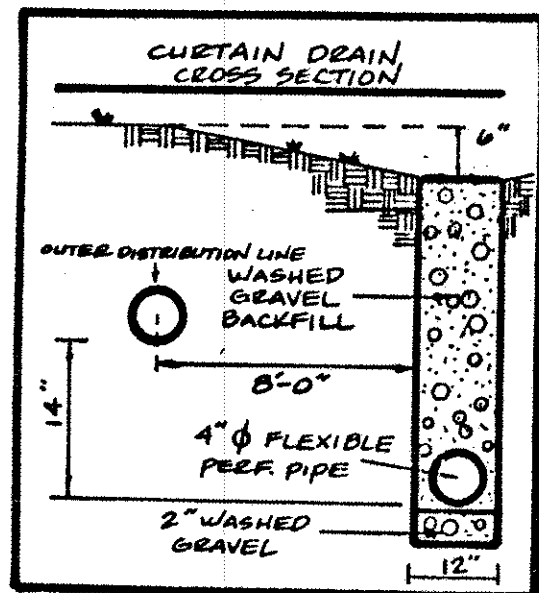 CURTAIN DRAIN
CROSS SECTION
6"
OUTER DISTRIBUTION LINE
WASHED
GRAVEL
BACKFILL
8'-0"
14"
4" ϕ FLEXIBLE
PERF. PIPE
2" WASHED
GRAVEL
12"